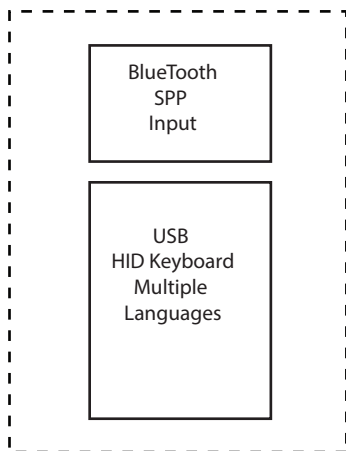 BlueTooth
SPP
Input
USB
HID Keyboard
Multiple
Languages